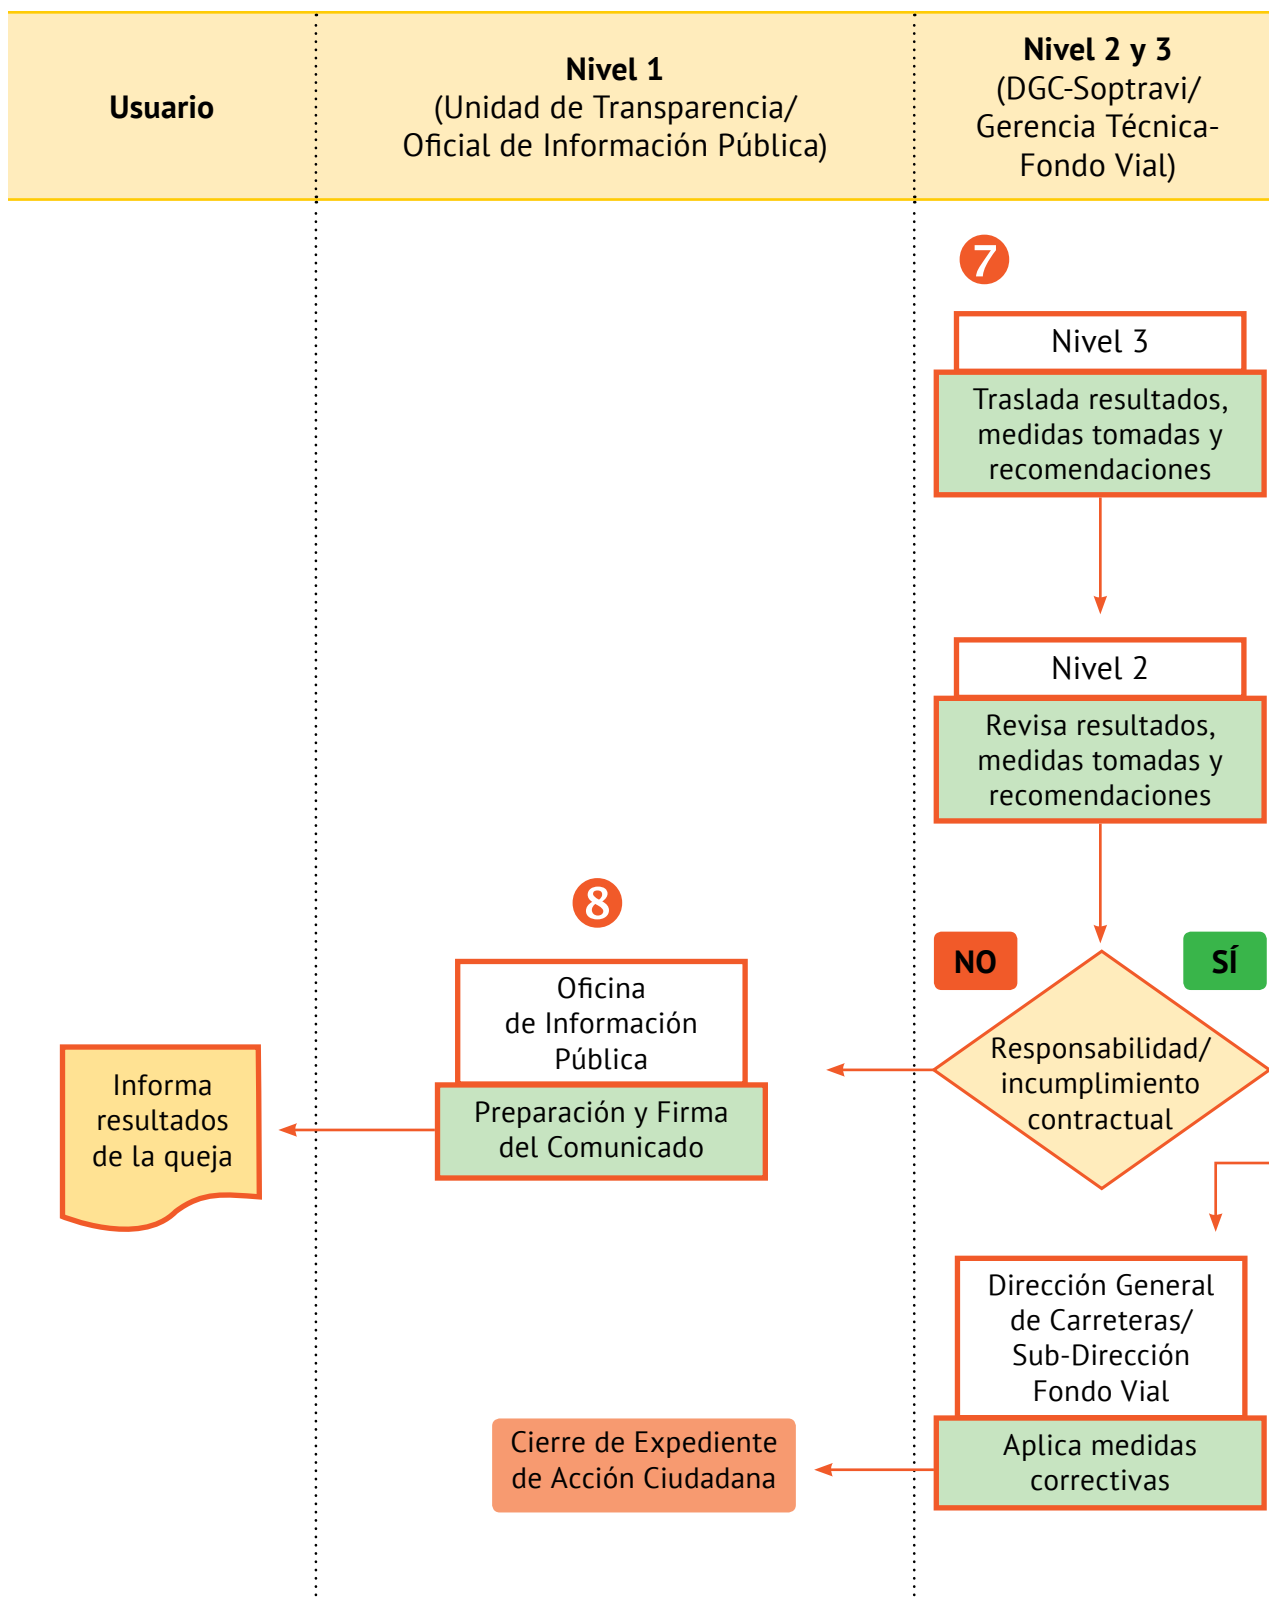 Usuario
Nivel 1
(Unidad de Transparencia/
Oficial de Información Pública)
Nivel 2 y 3
(DGC-Soptravi/
Gerencia Técnica-
Fondo Vial)
7
Nivel 3
Traslada resultados,
medidas tomadas y
recomendaciones
Nivel 2
Revisa resultados,
medidas tomadas y
recomendaciones
NO
SÍ
Responsabilidad/
incumplimiento
contractual
8
Oficina
de Información
Pública
Preparación y Firma
del Comunicado
Informa
resultados
de la queja
Dirección General
de Carreteras/
Sub-Dirección
Fondo Vial
Aplica medidas
correctivas
Cierre de Expediente
de Acción Ciudadana